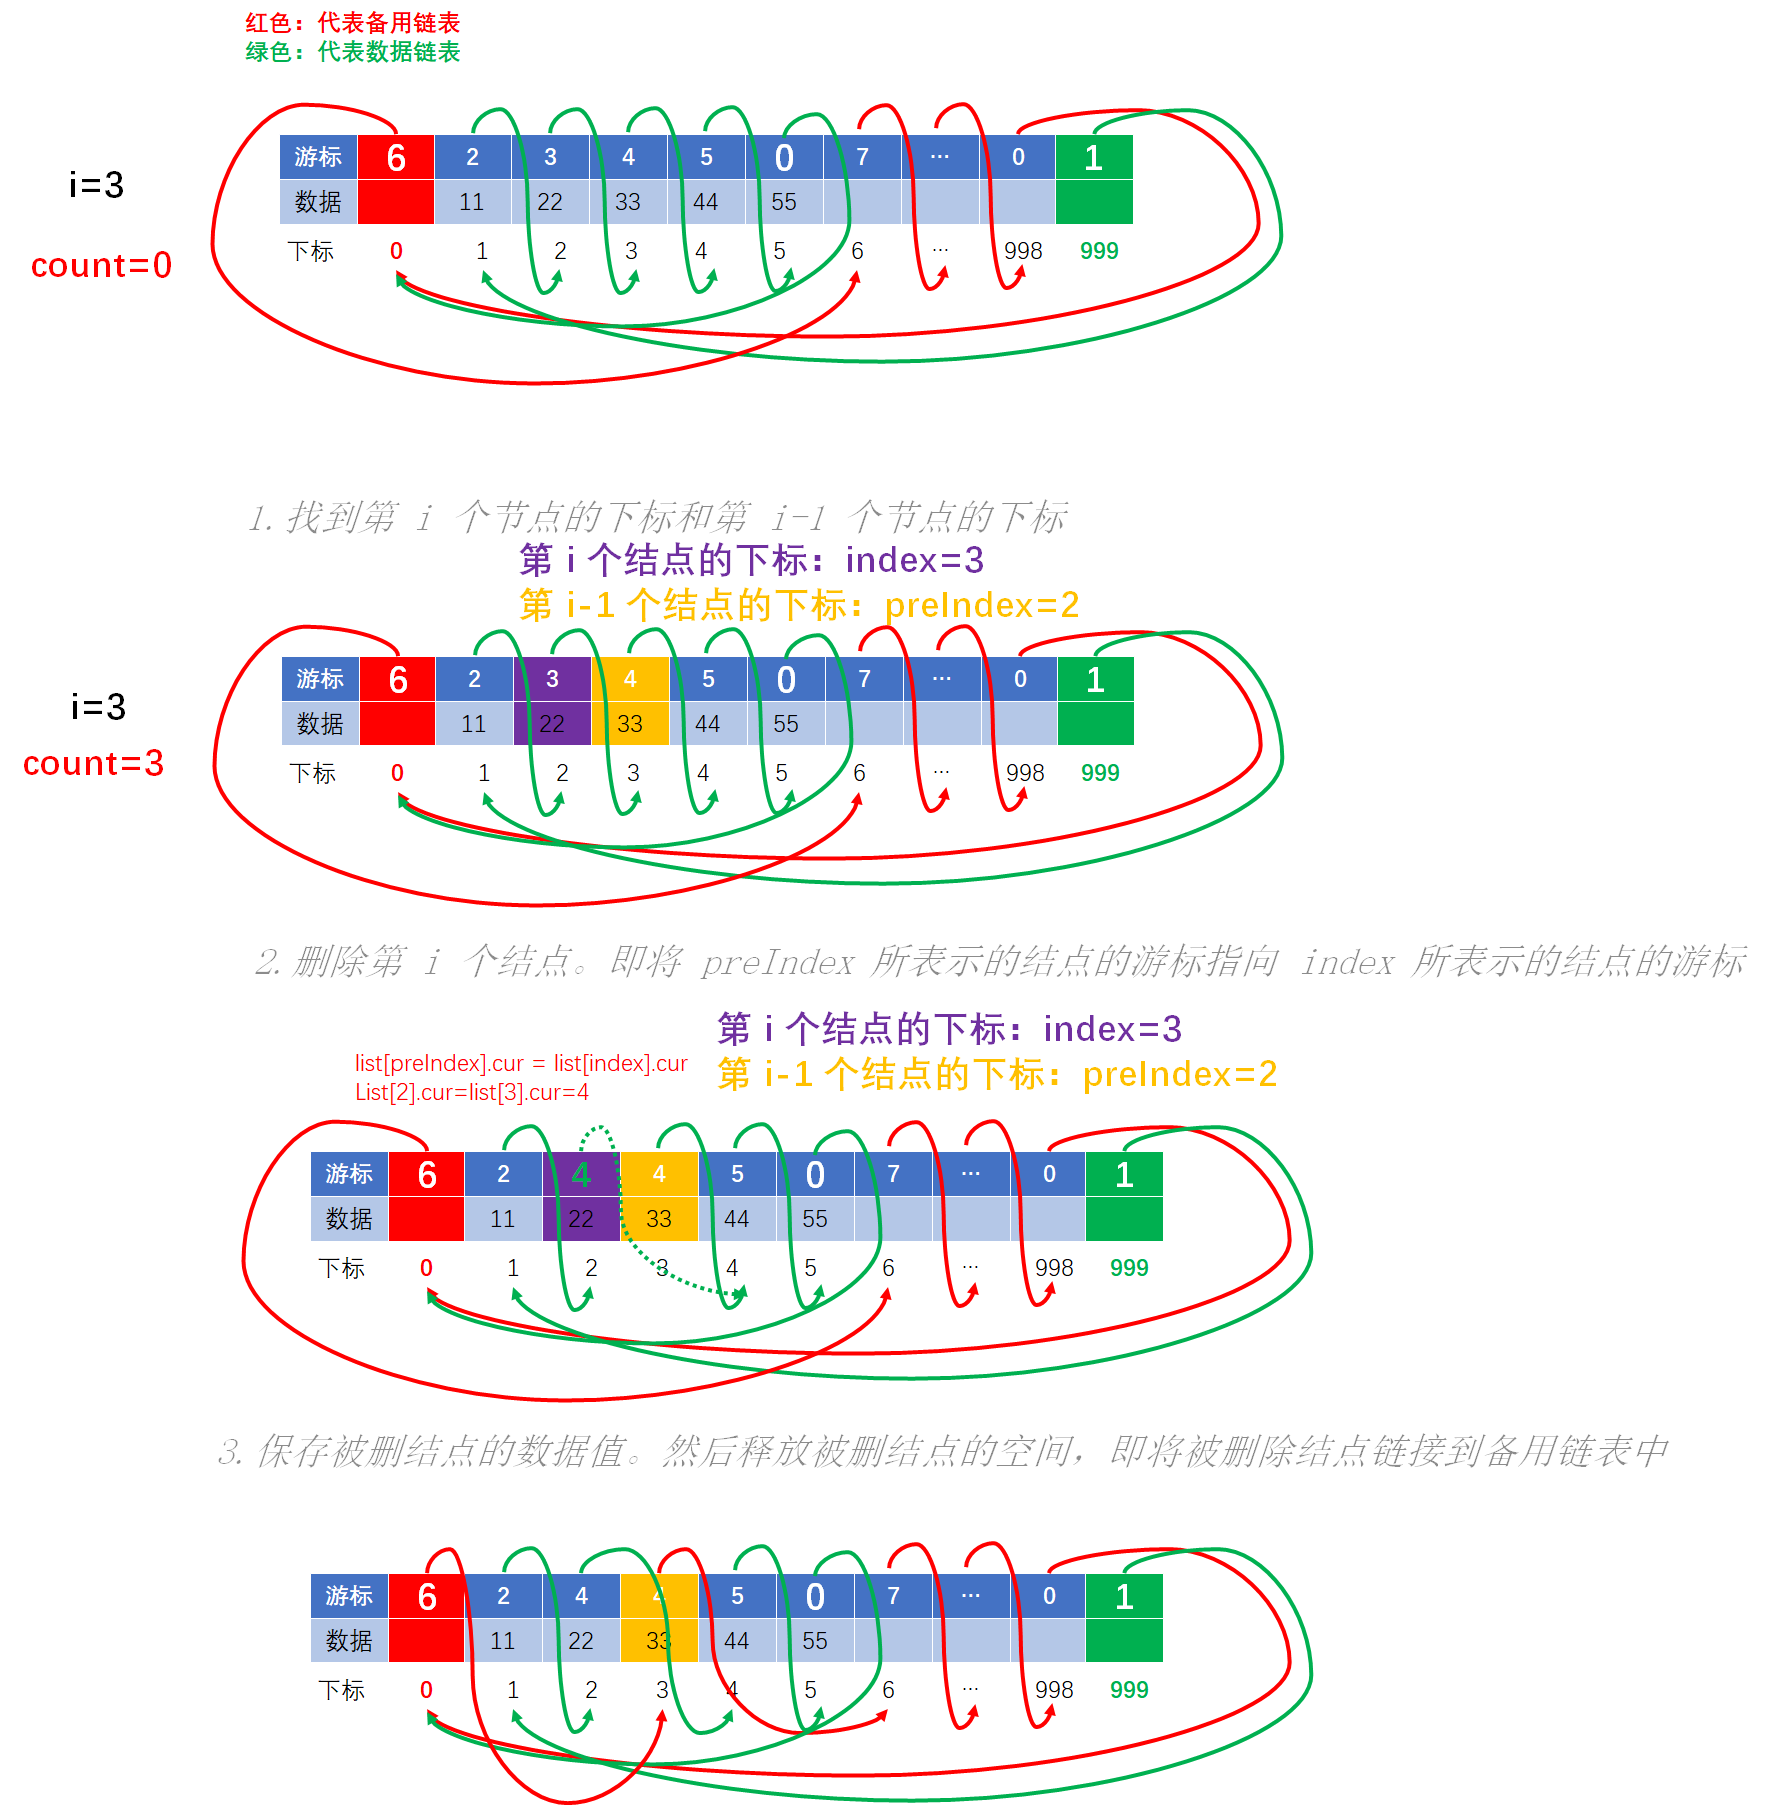 红色：代表备用链表
绿色：代表数据链表
游标 6 2 3 4 5 0 7 … 0 1
i=3
数据 11 22 33 44 55
下标 0 1 2 3 4 5 6 … 998 999
count=0
1.找到第 i 个节点的下标和第 i-1 个节点的下标
第 i 个结点的下标：index=3
第 i-1 个结点的下标：preIndex=2
游标 6 2 3 4 5 0 7 … 0 1
i=3
数据 11 22 33 44 55
count=3
下标 0 1 2 3 4 5 6 … 998 999
2.删除第 i 个结点。即将 preIndex 所表示的结点的游标指向 index 所表示的结点的游标
第 i 个结点的下标：index=3
list[preIndex].cur = list[index].cur
第 i-1 个结点的下标：preIndex=2
List[2].cur=list[3].cur=4
游标 6 2 4 4 5 0 7 … 0 1
数据 11 22 33 44 55
下标 0 1 2 3 4 5 6 … 998 999
3.保存被删结点的数据值。然后释放被删结点的空间，即将被删除结点链接到备用链表中
游标 6 2 4 4 5 0 7 … 0 1
数据 11 22 33 44 55
下标 0 1 2 3 4 5 6 … 998 999